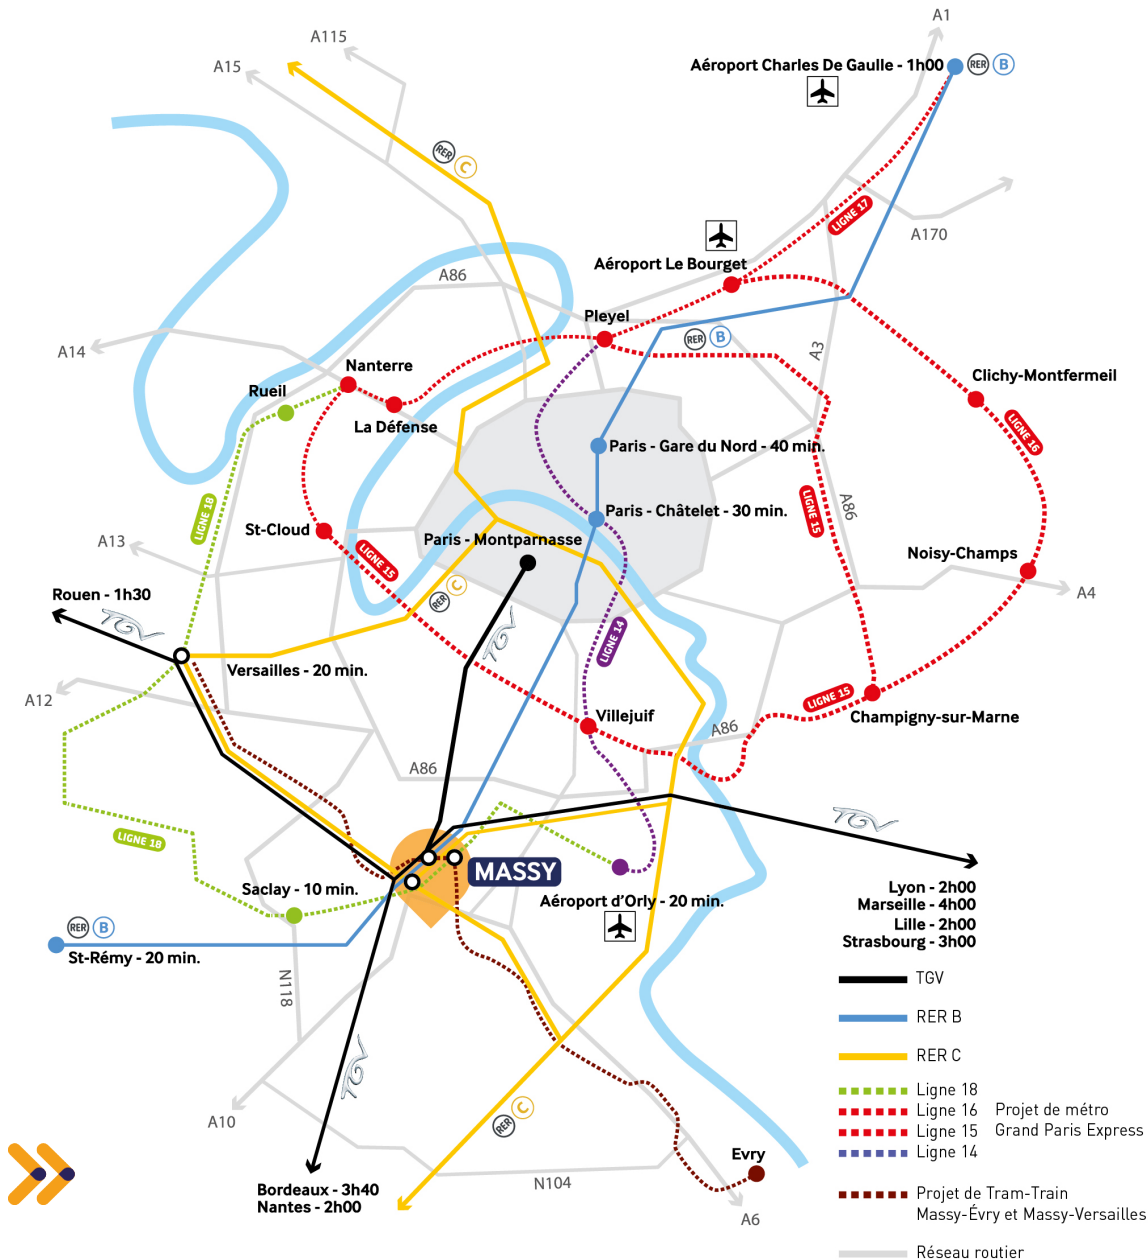 A1
A115
A15
Aéroport Charles De Gaulle - 1h00
RER B
RER C
LIGNE 17
A170
Aéroport Le Bourget
A86
Pleyel
RER B
A14
A3
Nanterre
Rueil
La Défense
Clichy-Montfermeil
LIGNE 16
Paris - Gare du Nord - 40 min.
LIGNE 18
LIGNE 15
A86
Paris - Châtelet - 30 min.
St-Cloud
Paris - Montparnasse
A13
LIGNE 15
Noisy-Champs
RER C
A4
Rouen - 1h30
TGV
TGV
LIGNE 14
Versailles - 20 min.
A12
LIGNE 15
Villejuif
Champigny-sur-Marne
A86
A86
TGV
LIGNE 18
MASSY
Saclay - 10 min.
Aéroport d'Orly - 20 min.
Lyon - 2h00
Marseille - 4h00
Lille - 2h00
Strasbourg - 3h00
RER B
St-Rémy - 20 min.
N118
TGV
A10
RER C
Evry
N104
Bordeaux - 3h40
Nantes - 2h00
A6
TGV
RER B
RER C
Ligne 18
Ligne 16
Ligne 15
Ligne 14
Projet de métro
Grand Paris Express
Projet de Tram-Train
Massy-Évry et Massy-Versailles
Réseau routier